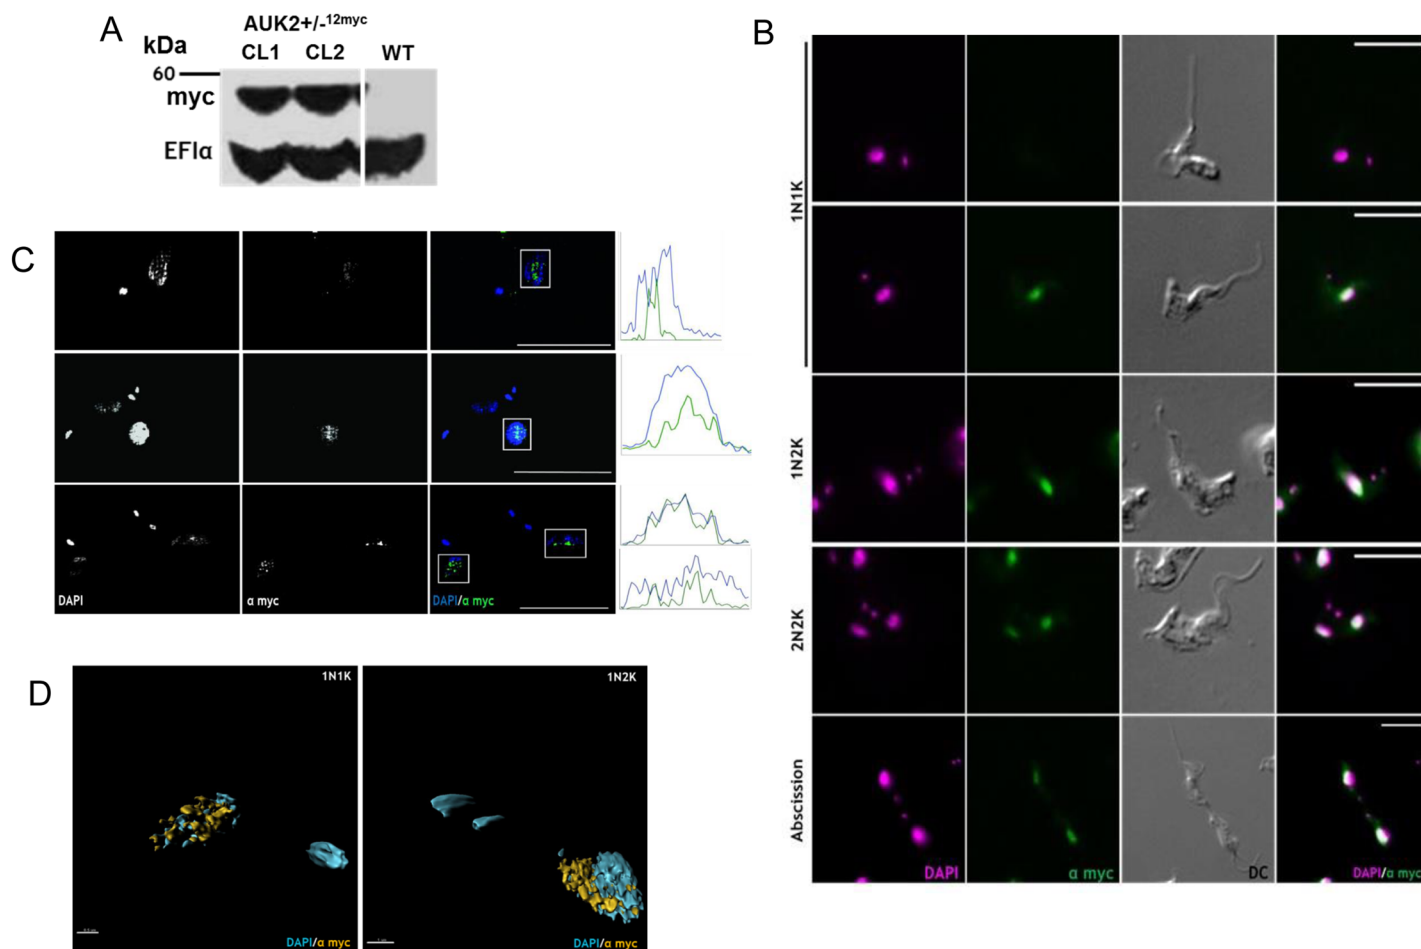 A
AUK2+/-12myc
kDa
CL1 CL2 WT
60
myc
EFIα
B
1N1K
1N2K
2N2K
Abscission
DAPI
α myc
DC
DAPI/α myc
C
DAPI
α myc
DAPI/α myc
D
1N1K
DAPI/α myc
1N2K
DAPI/α myc